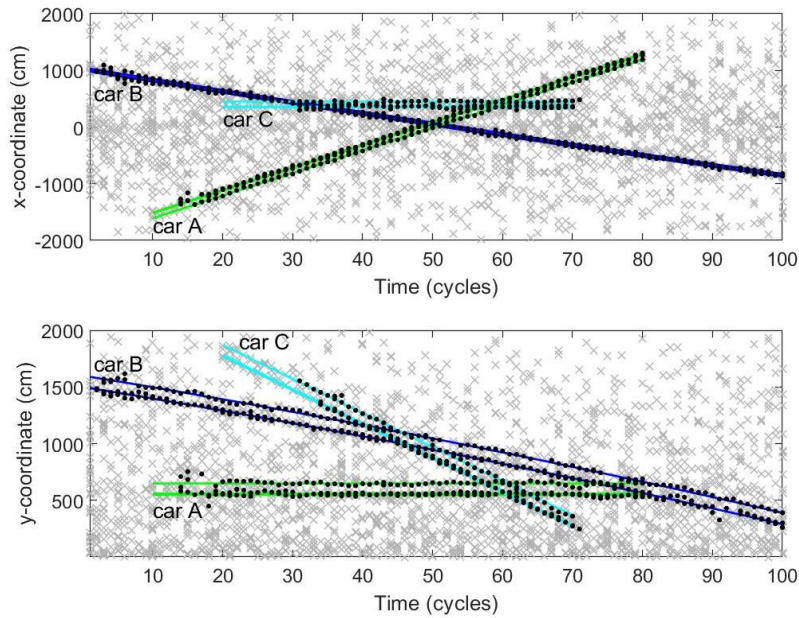 2000
1000
0
-1000
-2000
x-coordinate (cm)
car B
car C
car A
10 20 30 40 50 60 70 80 90 100
Time (cycles)
2000
1500
1000
500
y-coordinate (cm)
car C
car B
car A
10 20 30 40 50 60 70 80 90 100
Time (cycles)